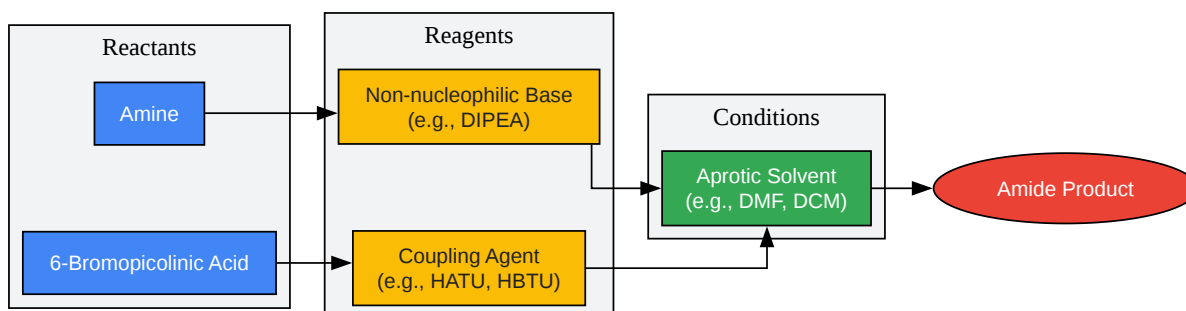 Reactants
Amine
6-Bromopicolinic Acid
Reagents
Non-nucleophilic Base
(e.g., DIPEA)
Coupling Agent
(e.g., HATU, HBTU)
Conditions
Aprotic Solvent
(e.g., DMF, DCM)
Amide Product